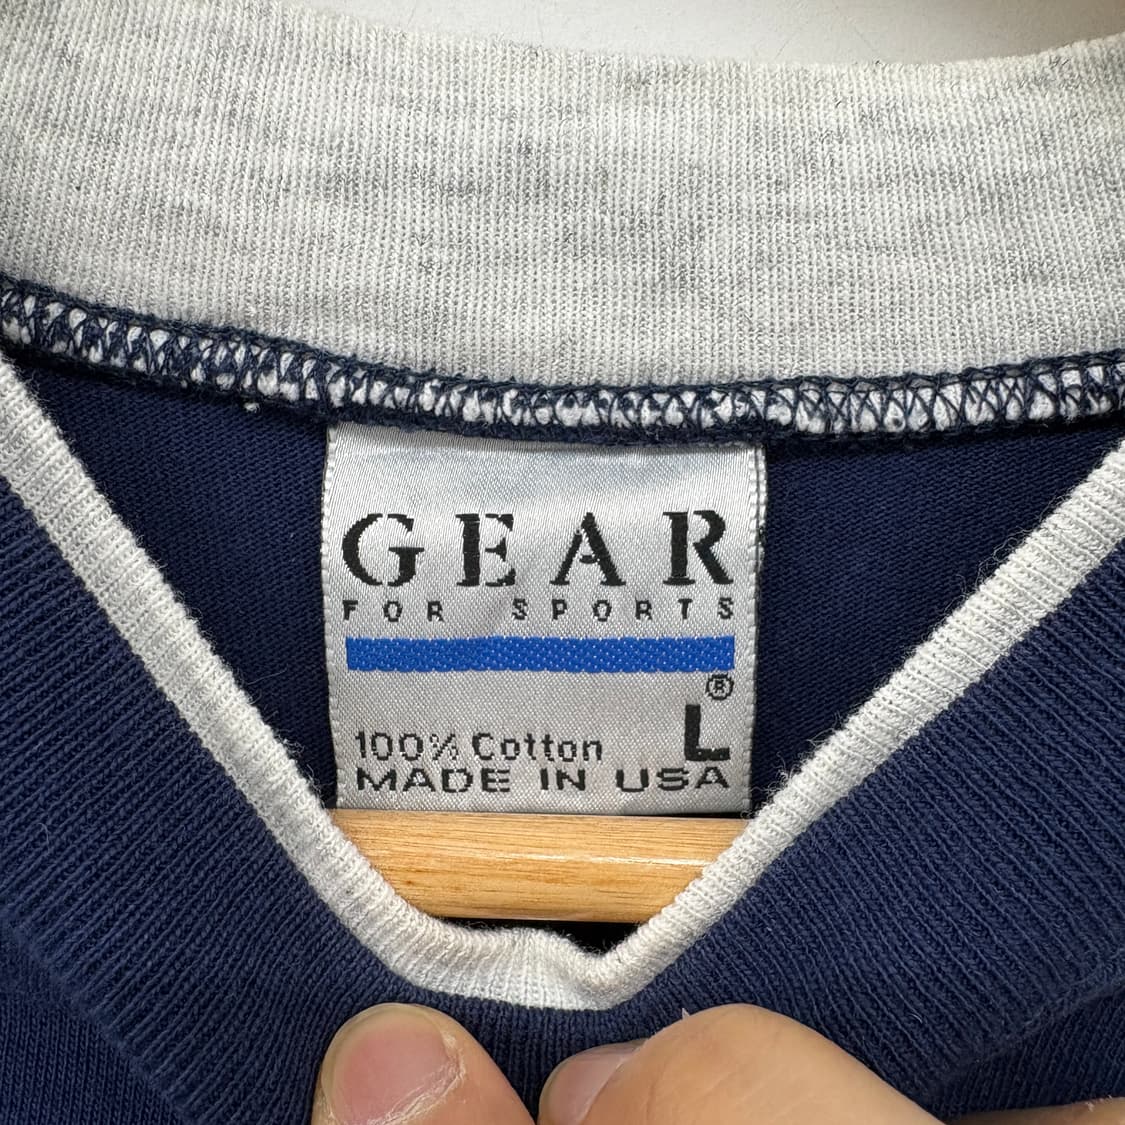 GEAR
FOR SPORTS
®
L
100% Cotton
MADE IN USA